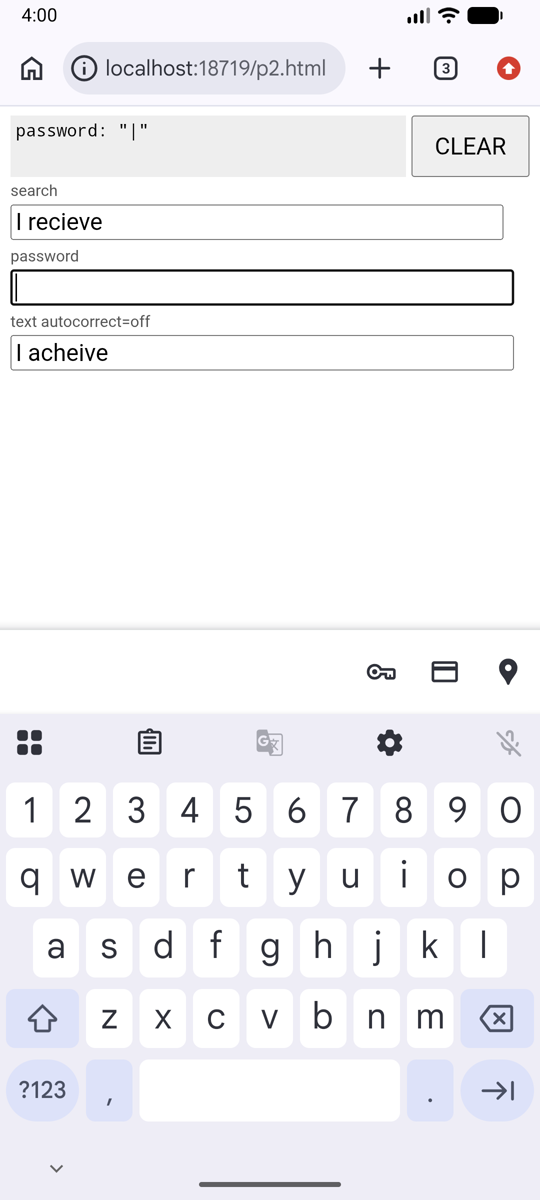 4:00
localhost:18719/p2.html
3
password: "|"
CLEAR
search
I recieve
password
text autocorrect=off
I acheive
1 2 3 4 5 6 7 8 9 0
q w e r t y u i o p
a s d f g h j k l
z x c v b n m
?123 , .